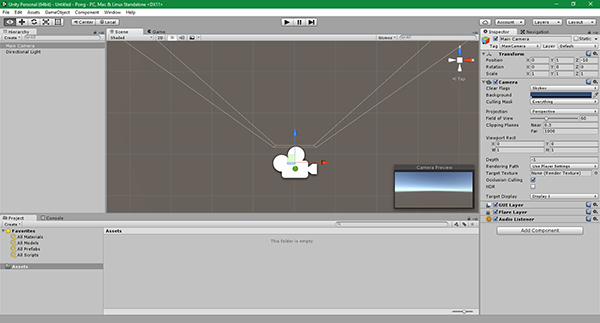 Unity Personal (64bit) - Untitled - Pong - PC, Mac & Linux Standalone <DX11>
File Edit Assets GameObject Component Window Help
Center Local Account Layers Layout
Hierarchy
Create
Main Camera
Directional Light
Scene Game
Shaded 2D Gizmos
Top
Camera Preview
Inspector Navigation
Main Camera Static
Tag MainCamera Layer Default
Transform
Position X 0 Y 1 Z -10
Rotation X 0 Y 0 Z 0
Scale X 1 Y 1 Z 1
Camera
Clear Flags Skybox
Background
Culling Mask Everything
Projection Perspective
Field of View 60
Clipping Planes Near 0.3
Far 1000
Viewport Rect
X 0 Y 0
W 1 H 1
Depth -1
Rendering Path Use Player Settings
Target Texture None (Render Texture)
Occlusion Culling
HDR
Target Display Display 1
GUI Layer
Flare Layer
Audio Listener
Add Component
Project Console
Create
Favorites
All Materials
All Models
All Prefabs
All Scripts
Assets
Assets
This folder is empty